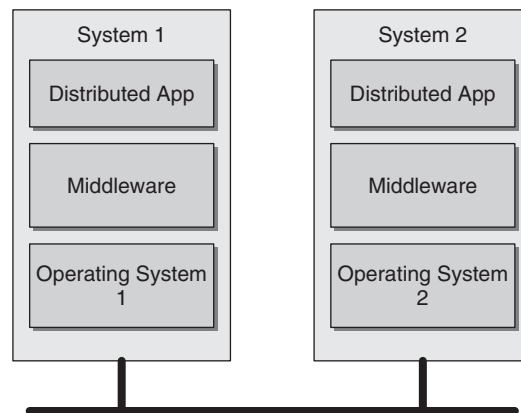 System 1
Distributed App
Middleware
Operating System
1
System 2
Distributed App
Middleware
Operating System
2